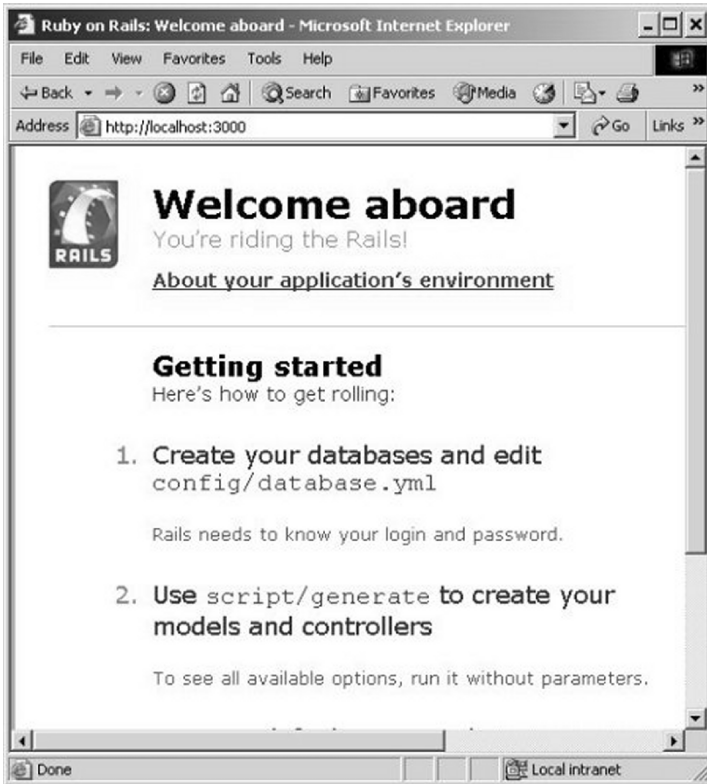 Ruby on Rails: Welcome aboard - Microsoft Internet Explorer
File Edit View Favorites Tools Help
Back Search Favorites Media »
Address http://localhost:3000 Go Links »
Welcome aboard
RAILS
You're riding the Rails!
About your application's environment
Getting started
Here's how to get rolling:
1. Create your databases and edit
config/database.yml
Rails needs to know your login and password.
2. Use script/generate to create your
models and controllers
To see all available options, run it without parameters.
Done Local intranet